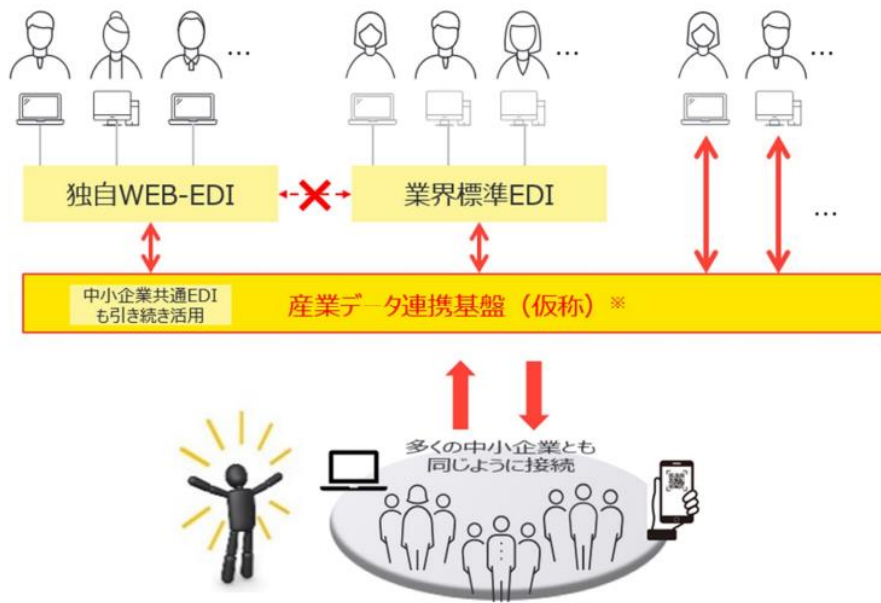 …
…
…
独自WEB-EDI
業界標準EDI
…
中小企業共通EDI
も引き続き活用
産業データ連携基盤（仮称）※
多くの中小企業とも
同じように接続